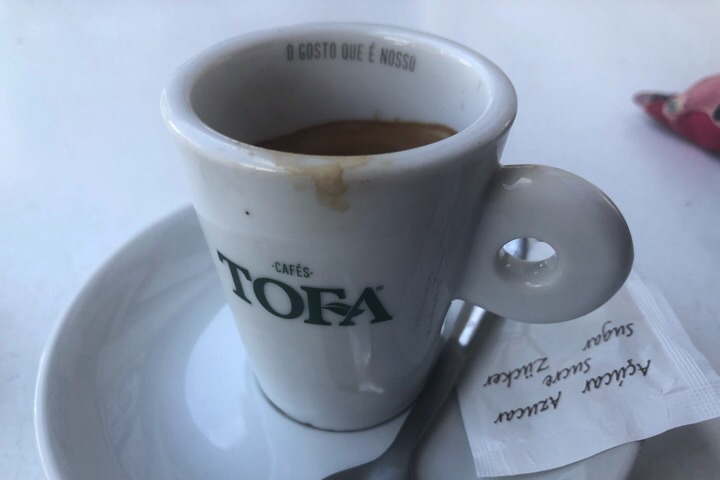 O GOSTO QUE É NOSSO
·CAFÉS·
TOFA
Açúcar Azucar
Sucre Zücker
Sugar